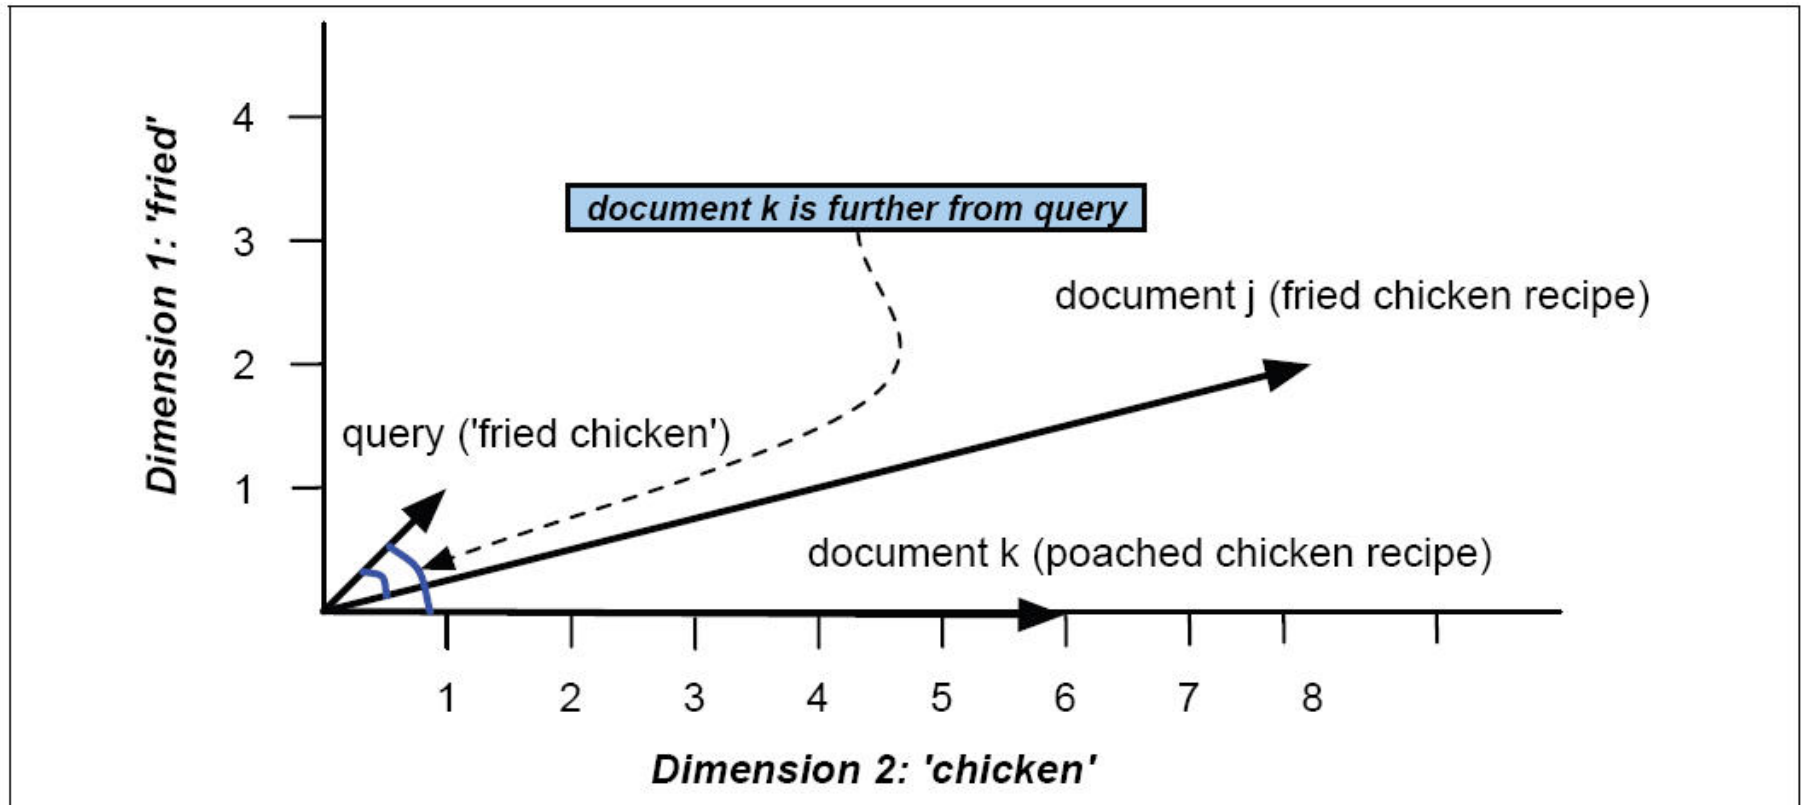 Dimension 1: 'fried'
4
3
2
1
document k is further from query
document j (fried chicken recipe)
query ('fried chicken')
document k (poached chicken recipe)
1 2 3 4 5 6 7 8
Dimension 2: 'chicken'